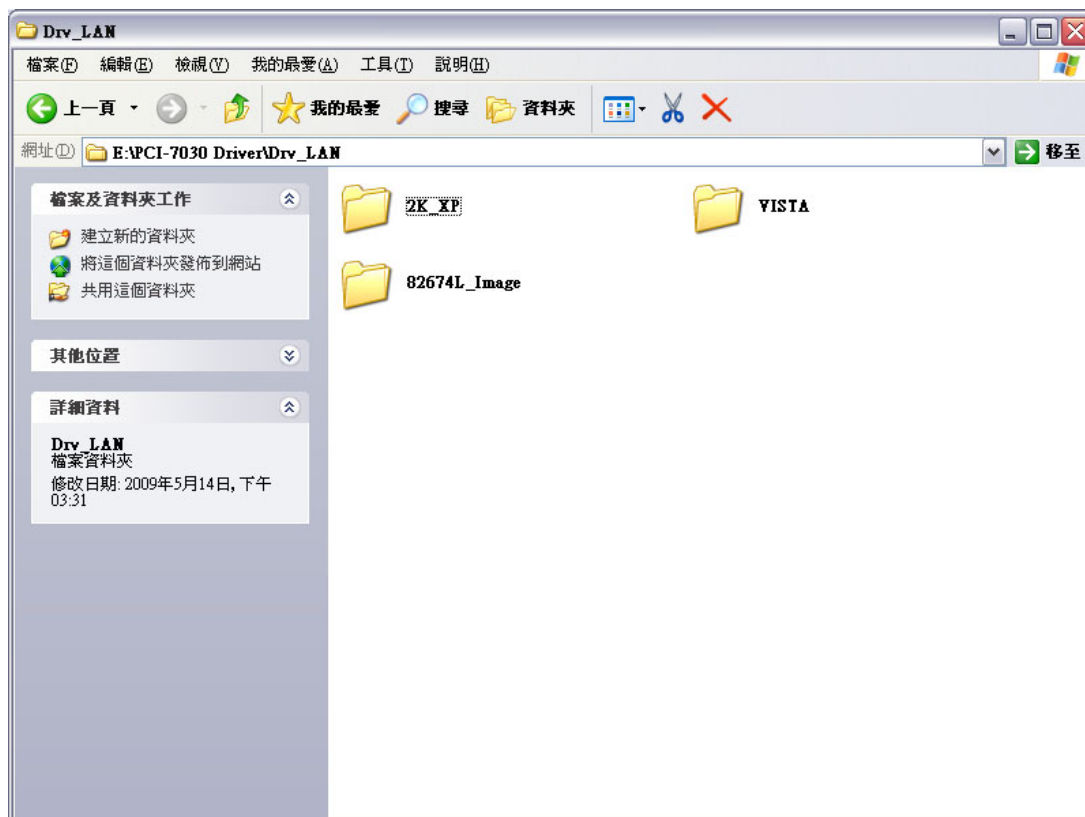 Drv_LAN
檔案(F) 編輯(E) 檢視(V) 我的最愛(A) 工具(T) 說明(H)
上一頁 我的最愛 搜尋 資料夾
網址(D) E:\PCI-7030 Driver\Drv_LAN 移至
檔案及資料夾工作
建立新的資料夾
將這個資料夾發佈到網站
共用這個資料夾
其他位置
詳細資料
Drv_LAN
檔案資料夾
修改日期: 2009年5月14日, 下午
03:31
2K_XP VISTA
82674L_Image